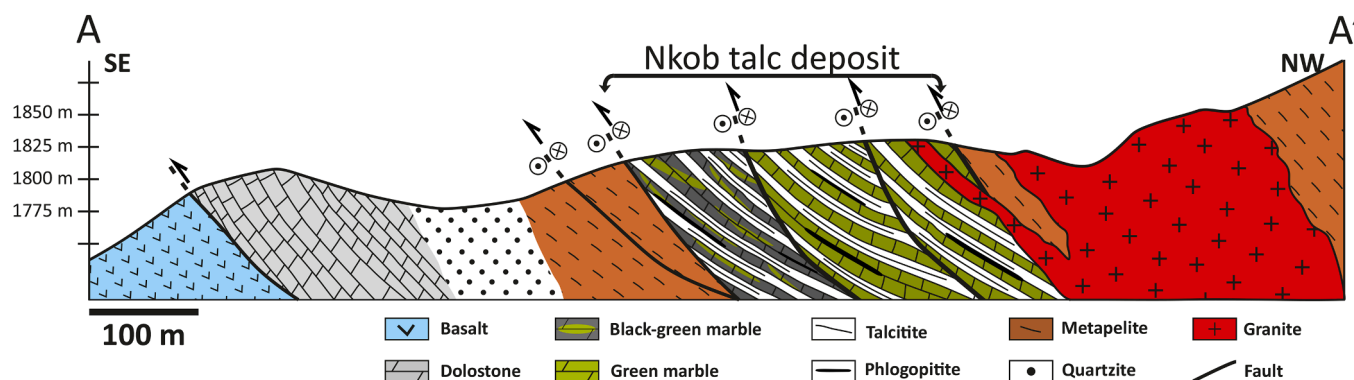 A
A'
SE
Nkob talc deposit
NW
1850 m
1825 m
1800 m
1775 m
100 m
Basalt
Black-green marble
Talcitite
Metapelite
Granite
Dolostone
Green marble
Phlogopitite
Quartzite
Fault